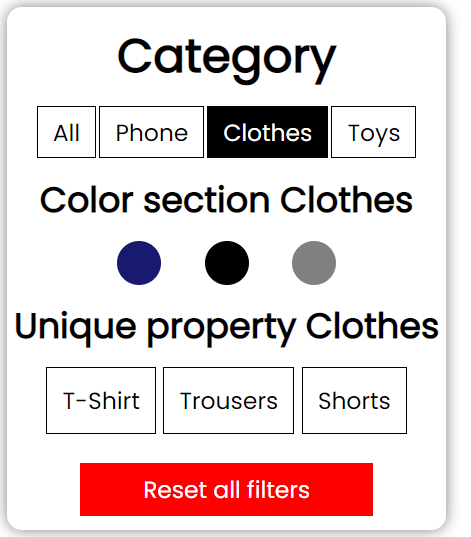 Category
All Phone Clothes Toys
Color section Clothes
Unique property Clothes
T-Shirt Trousers Shorts
Reset all filters